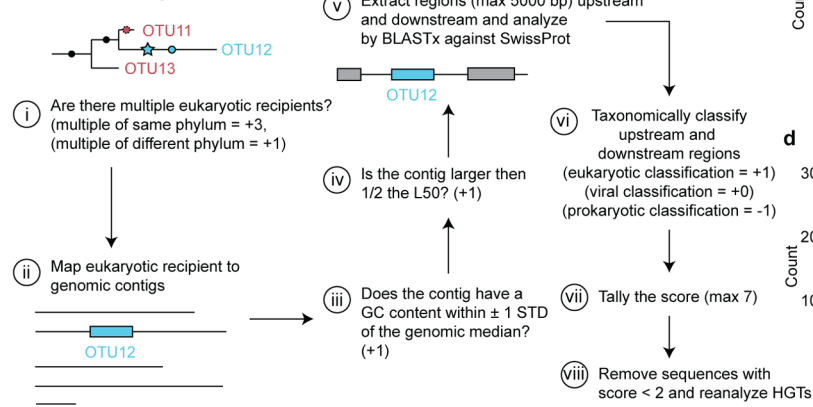 OTU11
OTU12
OTU13
i
Are there multiple eukaryotic recipients?
(multiple of same phylum = +3,
(multiple of different phylum = +1)
ii
Map eukaryotic recipient to
genomic contigs
OTU12
iii
Does the contig have a
GC content within ± 1 STD
of the genomic median?
(+1)
iv
Is the contig larger then
1/2 the L50? (+1)
v
Extract regions (max 5000 bp) upstream
and downstream and analyze
by BLASTx against SwissProt
OTU12
vi
Taxonomically classify
upstream and
downstream regions
(eukaryotic classification = +1)
(viral classification = +0)
(prokaryotic classification = -1)
vii
Tally the score (max 7)
viii
Remove sequences with
score < 2 and reanalyze HGTs
d
20
Count